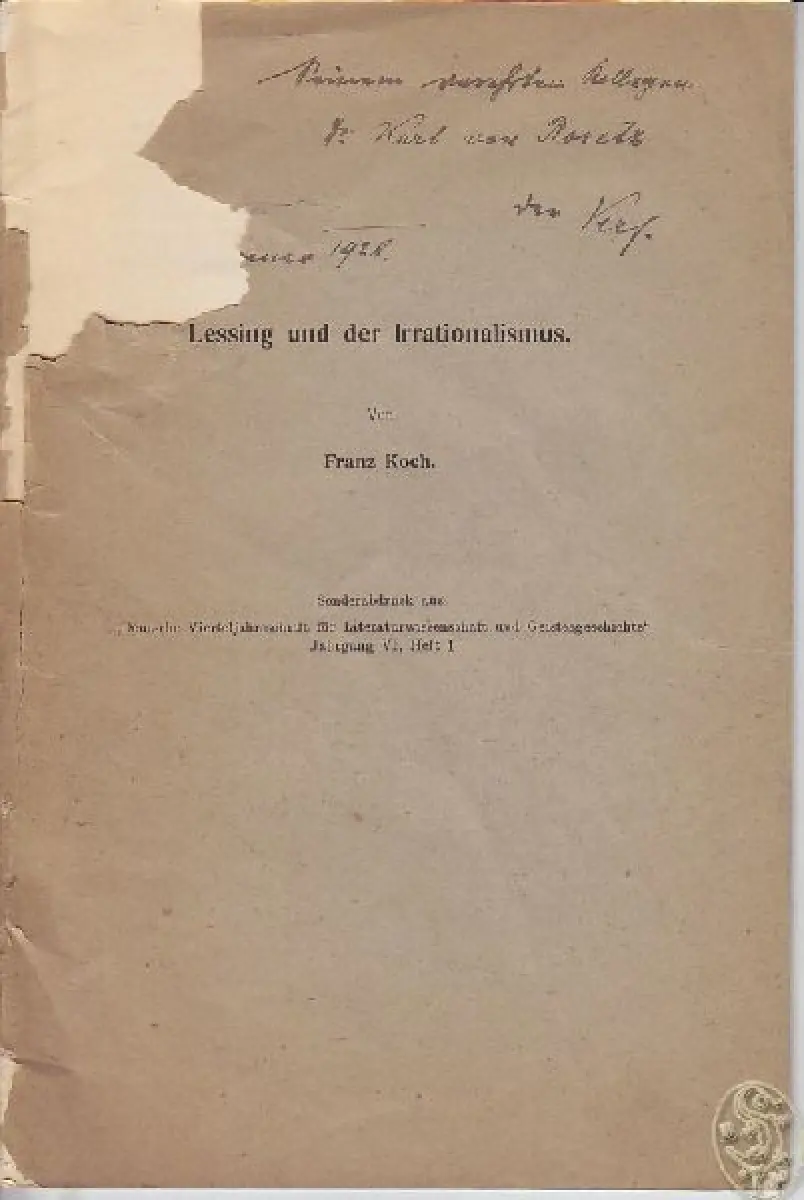 Seinem verehrten Kollegen
Dr Karl von Roretz
der Verf.
1928.
Lessing und der Irrationalismus.
Von
Franz Koch.
Sonderabdruck aus
„Deutsche Vierteljahrsschrift für Literaturwissenschaft und Geistesgeschichte“
Jahrgang VI, Heft 1